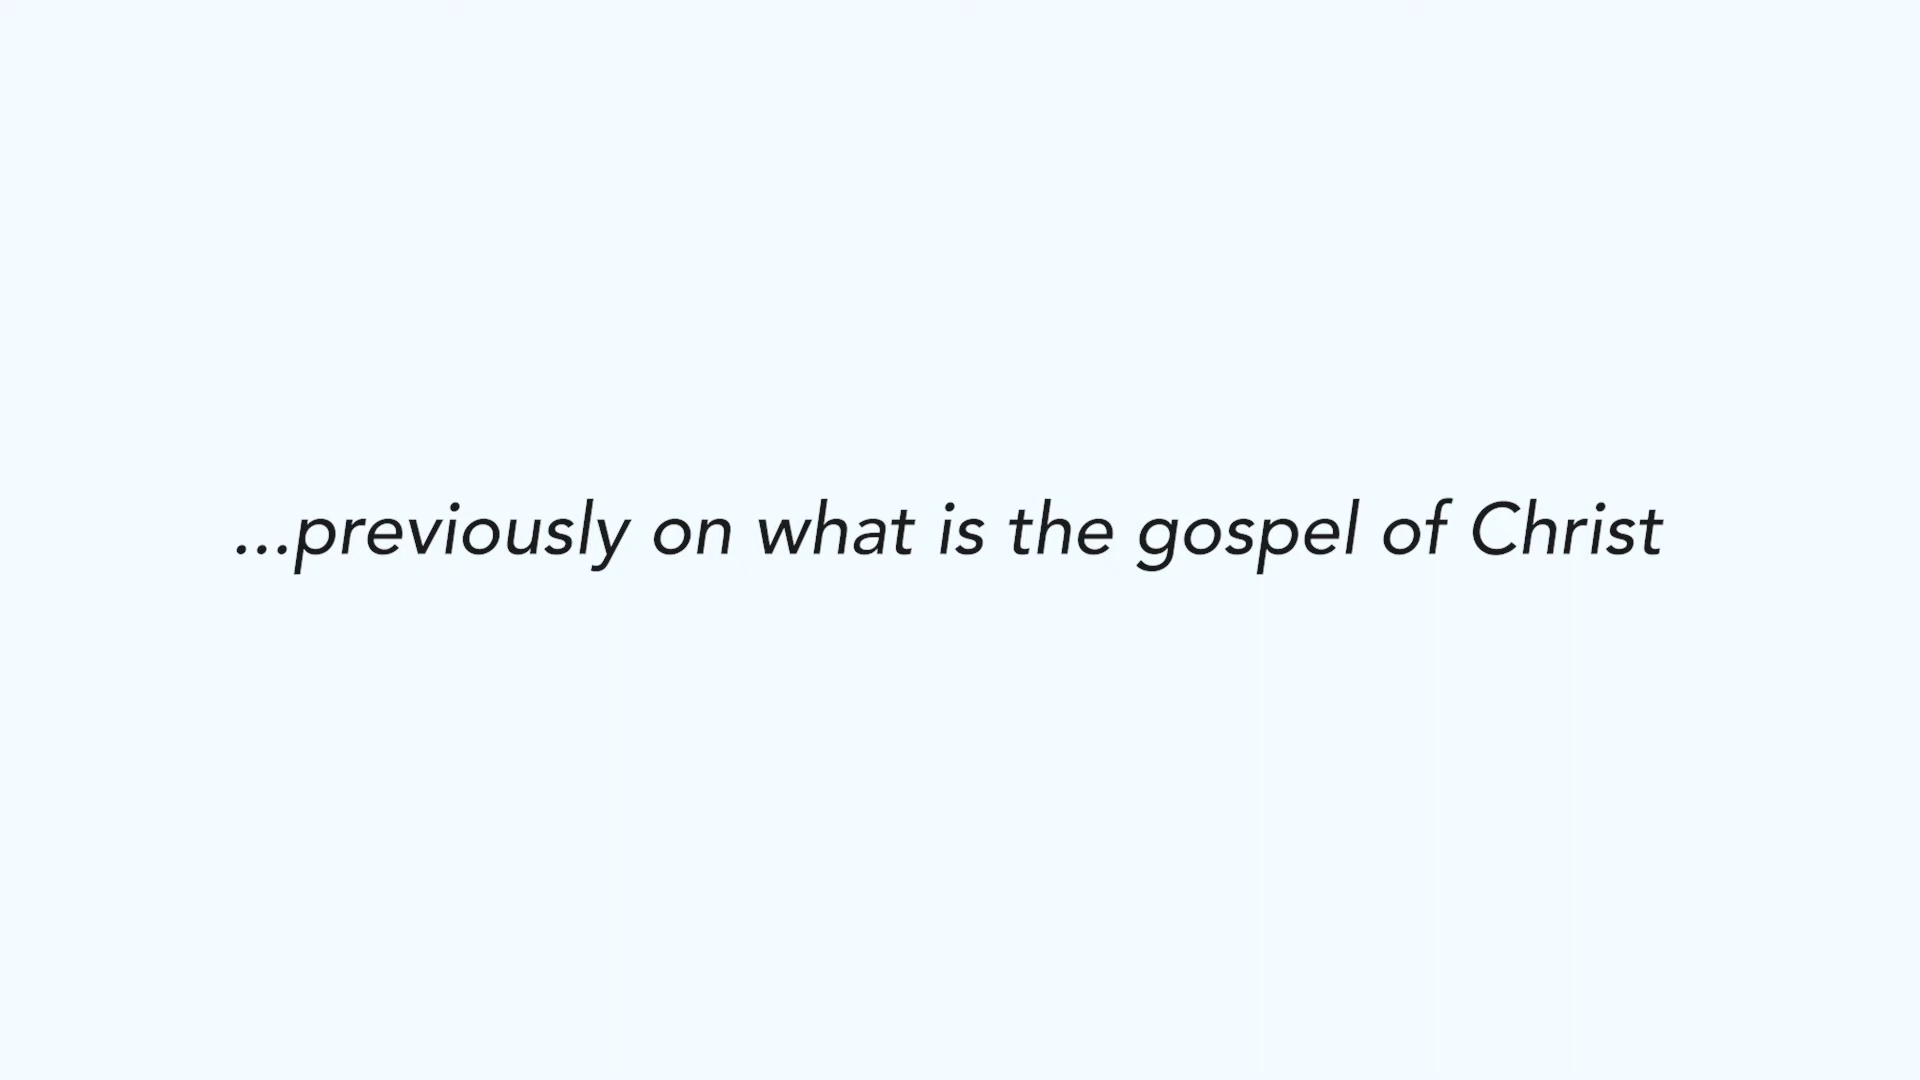 ...previously on what is the gospel of Christ